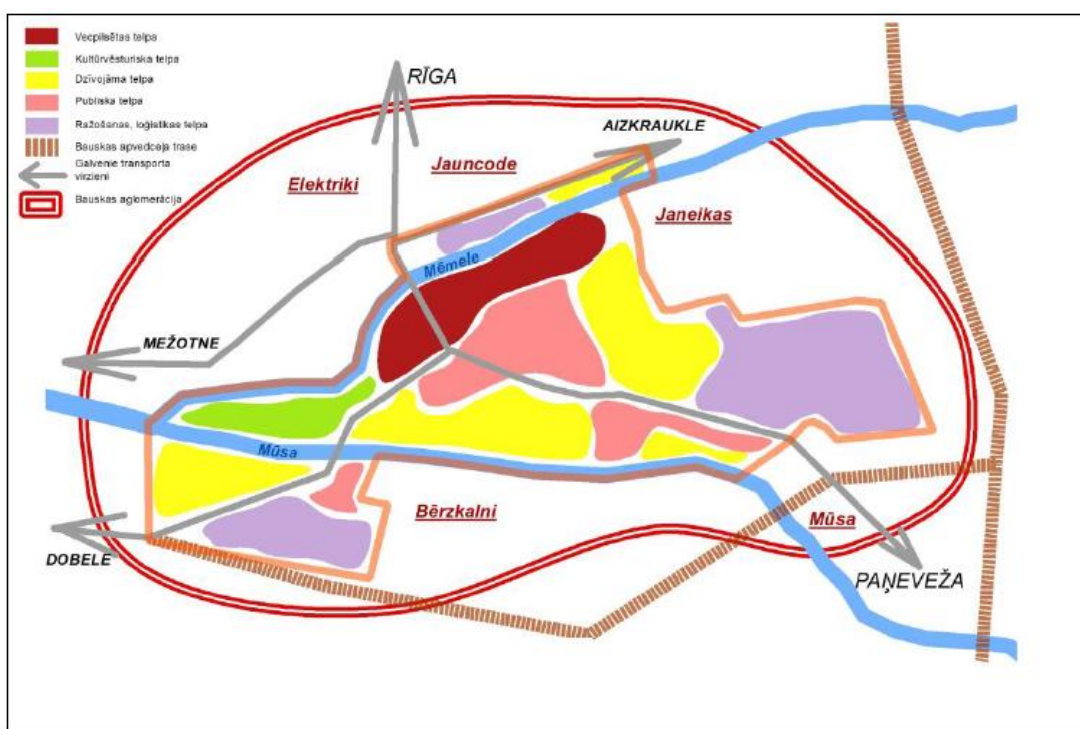 Vecpilsētas telpa
Kultūrvēsturiska telpa
Dzīvojāma telpa
Publiska telpa
Ražošanas, loģistikas telpa
Bauskas apvedceļa trase
Galvenie transporta
virzieni
Bauskas aglomerācija
RĪGA
AIZKRAUKLE
Jauncode
Elektriki
Janeikas
Mēmele
MEŽOTNE
Mūsa
Bērzkalni
Mūsa
DOBELE
PAŅEVEŽA